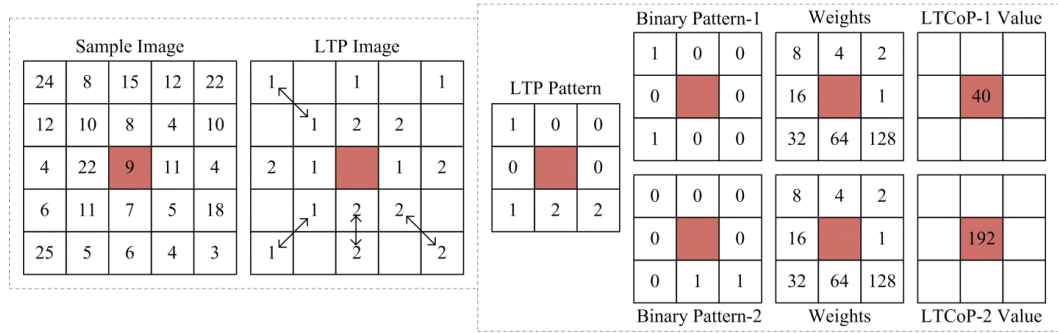 Sample Image
24 8 15 12 22
12 10 8 4 10
4 22 9 11 4
6 11 7 5 18
25 5 6 4 3
LTP Image
1 1 1
1 2 2
2 1 1 2
1 2 2
1 2 2
LTP Pattern
1 0 0
0 0
1 2 2
Binary Pattern-1
1 0 0
0 0
1 0 0
Weights
8 4 2
16 1
32 64 128
LTCoP-1 Value
40
0 0 0
0 0
0 1 1
Binary Pattern-2
8 4 2
16 1
32 64 128
Weights
192
LTCoP-2 Value